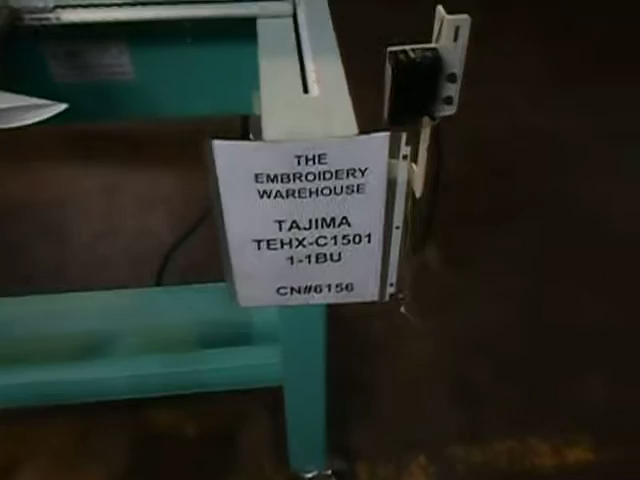 THE
EMBROIDERY
WAREHOUSE
TAJIMA
TEHX-C1501
1-1BU
CN#6156